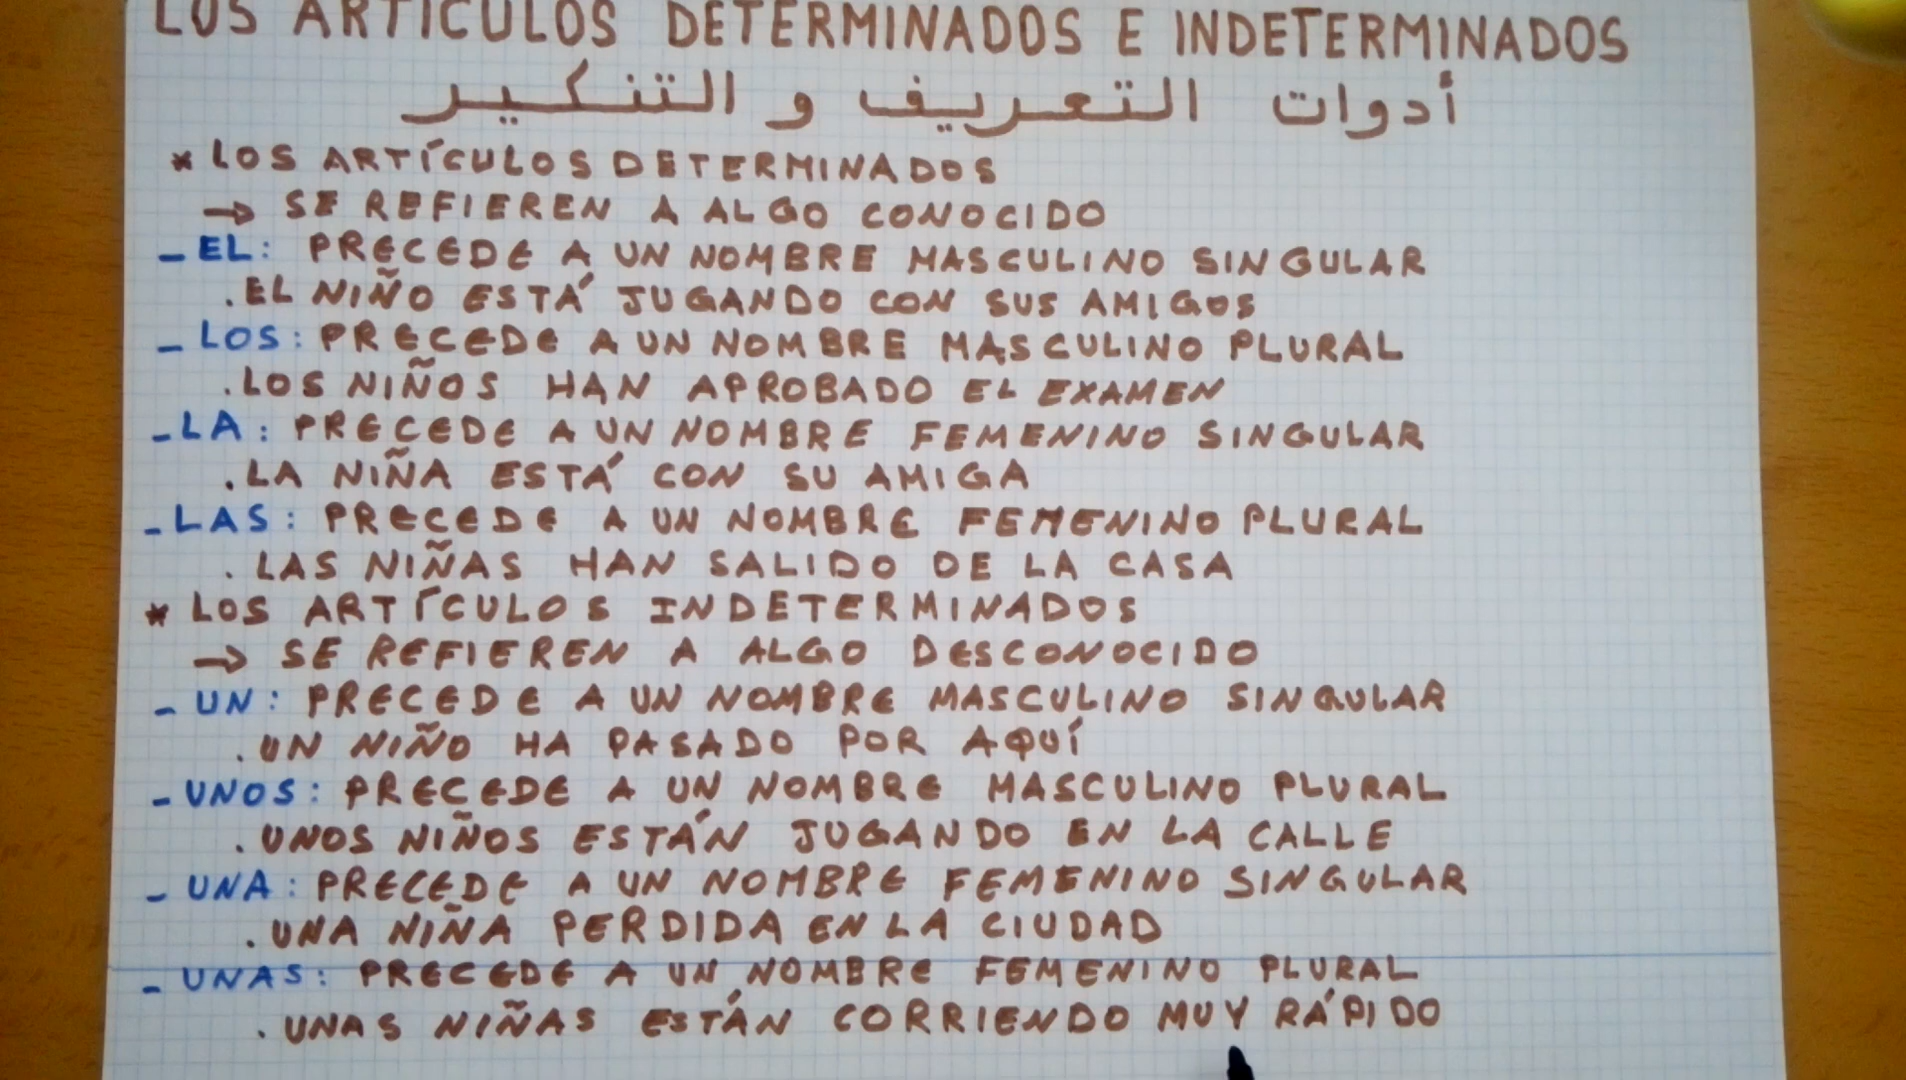 LOS ARTÍCULOS DETERMINADOS E INDETERMINADOS
أدوات التعريف و التنكير
* LOS ARTÍCULOS DETERMINADOS
→ SE REFIEREN A ALGO CONOCIDO
- EL: PRECEDE A UN NOMBRE MASCULINO SINGULAR
. EL NIÑO ESTÁ JUGANDO CON SUS AMIGOS
- LOS: PRECEDE A UN NOMBRE MASCULINO PLURAL
. LOS NIÑOS HAN APROBADO EL EXAMEN
- LA: PRECEDE A UN NOMBRE FEMENINO SINGULAR
. LA NIÑA ESTÁ CON SU AMIGA
- LAS: PRECEDE A UN NOMBRE FEMENINO PLURAL
. LAS NIÑAS HAN SALIDO DE LA CASA
* LOS ARTÍCULOS INDETERMINADOS
→ SE REFIEREN A ALGO DESCONOCIDO
- UN: PRECEDE A UN NOMBRE MASCULINO SINGULAR
. UN NIÑO HA PASADO POR AQUÍ
- UNOS: PRECEDE A UN NOMBRE MASCULINO PLURAL
. UNOS NIÑOS ESTÁN JUGANDO EN LA CALLE
- UNA: PRECEDE A UN NOMBRE FEMENINO SINGULAR
. UNA NIÑA PERDIDA EN LA CIUDAD
- UNAS: PRECEDE A UN NOMBRE FEMENINO PLURAL
. UNAS NIÑAS ESTÁN CORRIENDO MUY RÁPIDO